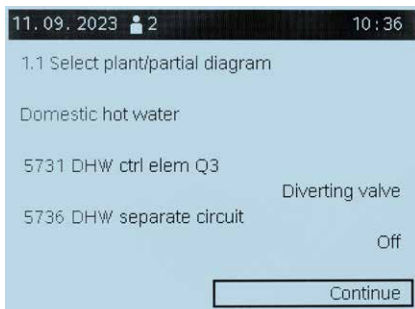 11.09.2023 2 10:36
1.1 Select plant/partial diagram
Domestic hot water
5731 DHW ctrl elem Q3
Diverting valve
5736 DHW separate circuit
Off
Continue